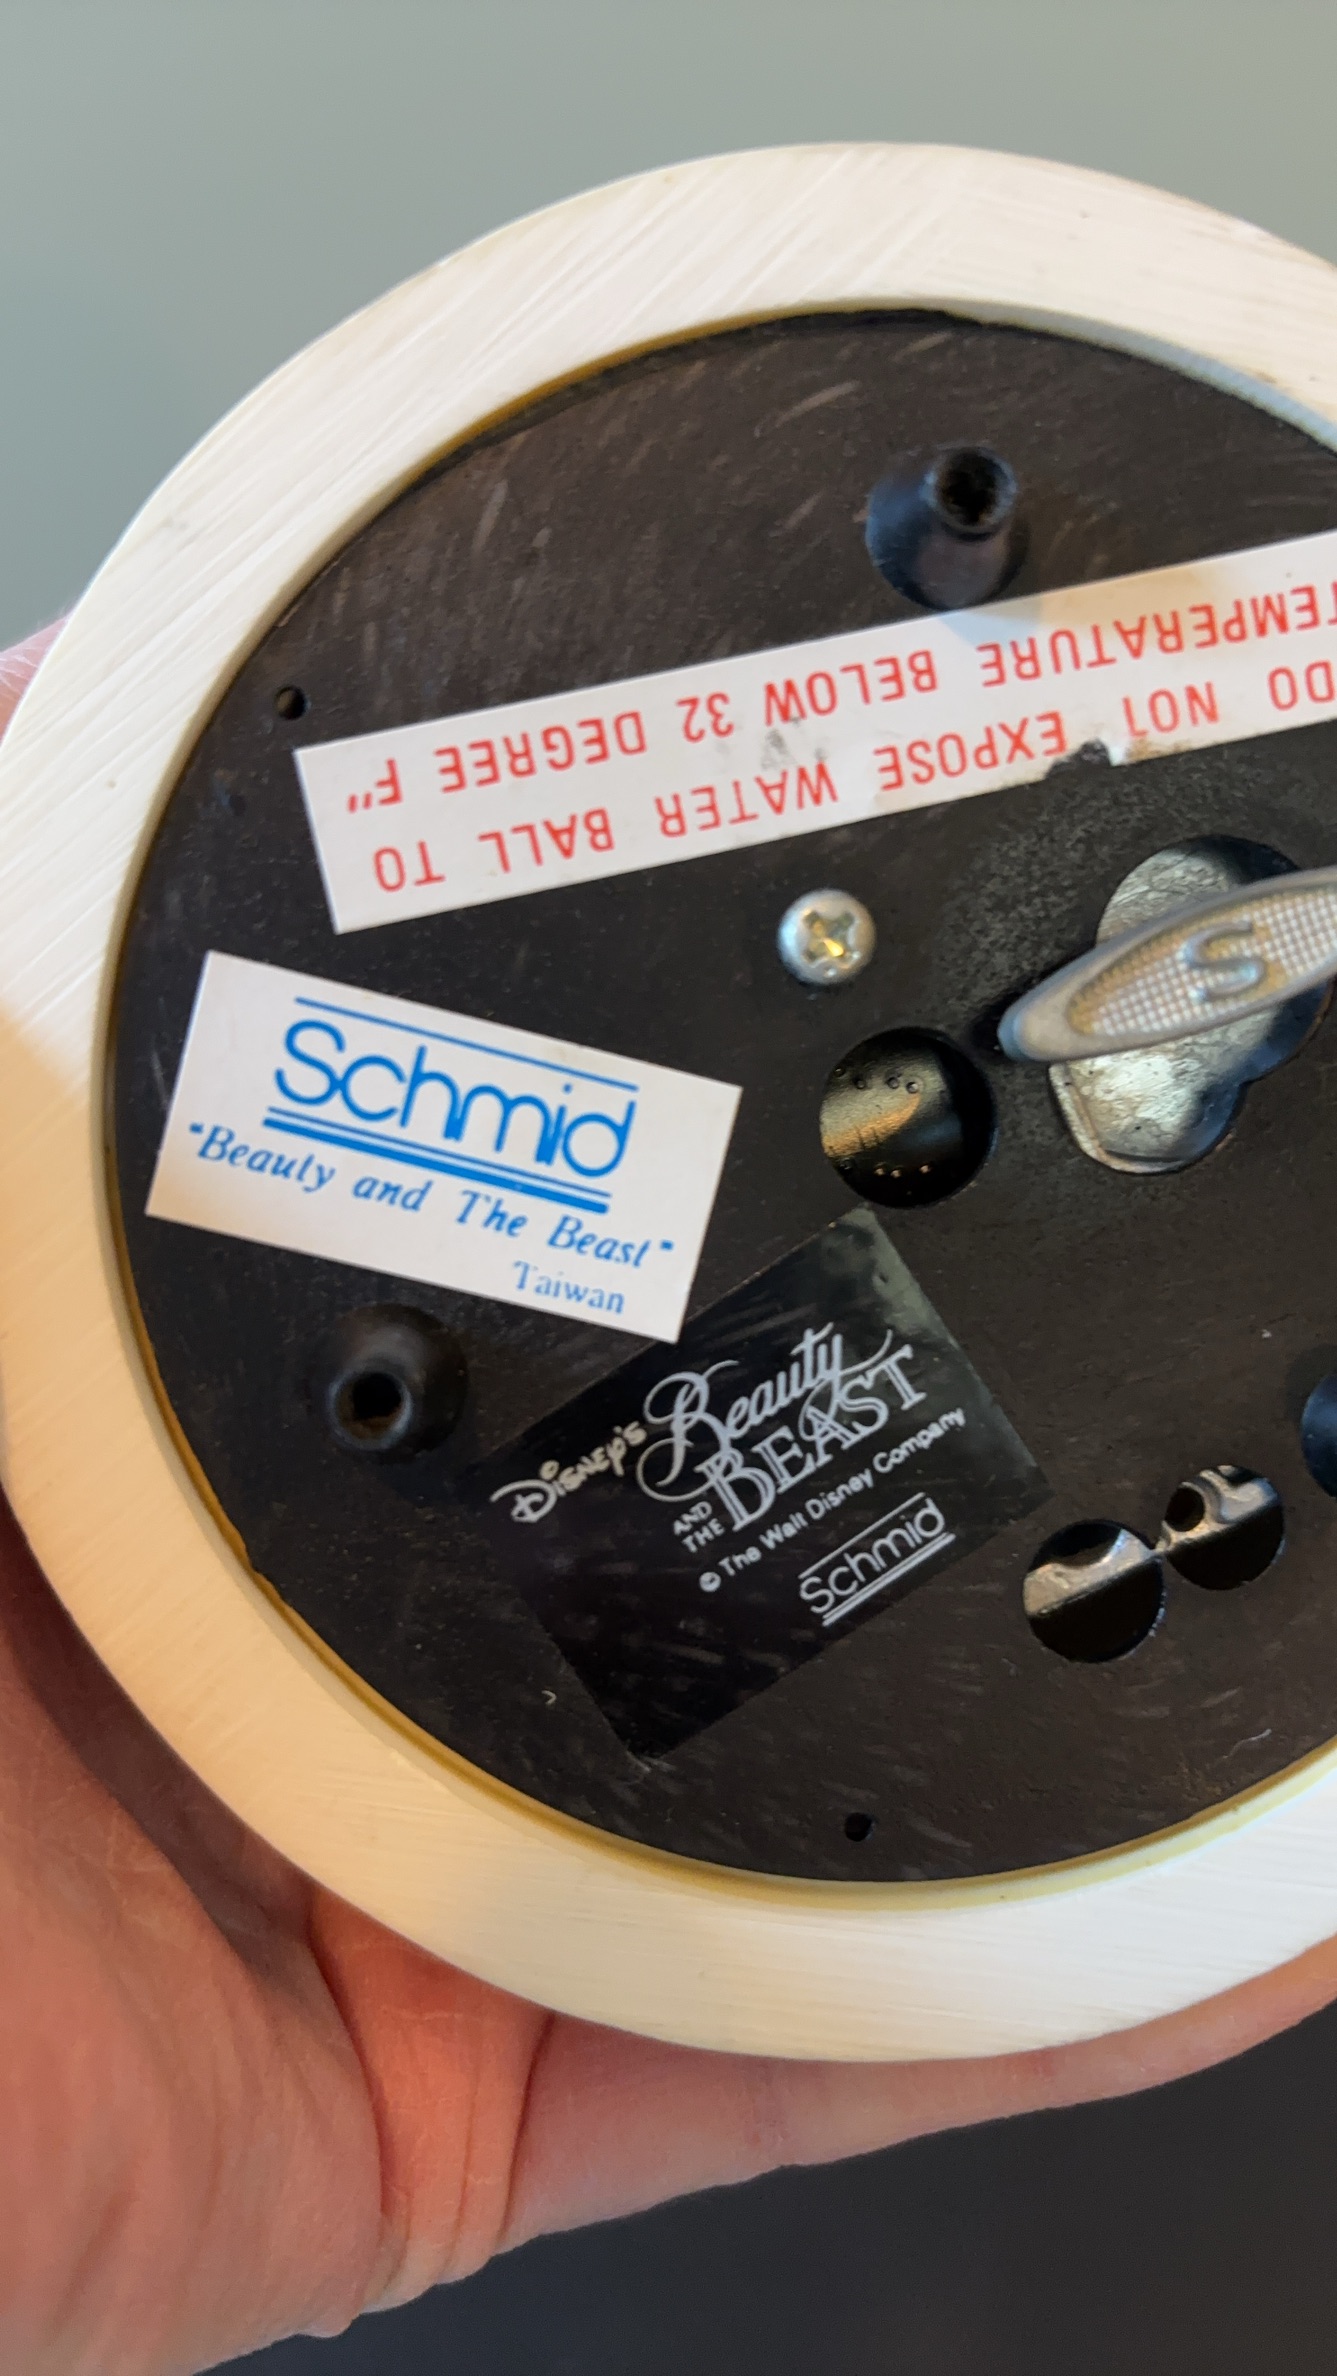 DO NOT EXPOSE WATER BALL TO
TEMPERATURE BELOW 32 DEGREE F"
Schmid
"Beauty and The Beast"
Taiwan
S
DISNEY'S Beauty
AND THE BEAST
© The Walt Disney Company
Schmid